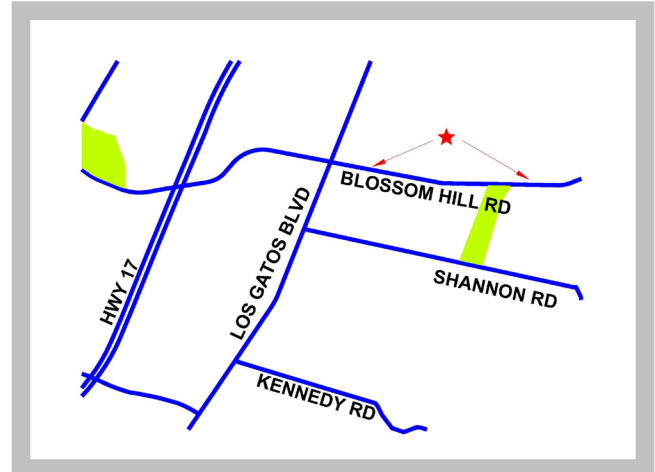 BLOSSOM HILL RD
LOS GATOS BLVD
HWY 17
SHANNON RD
KENNEDY RD